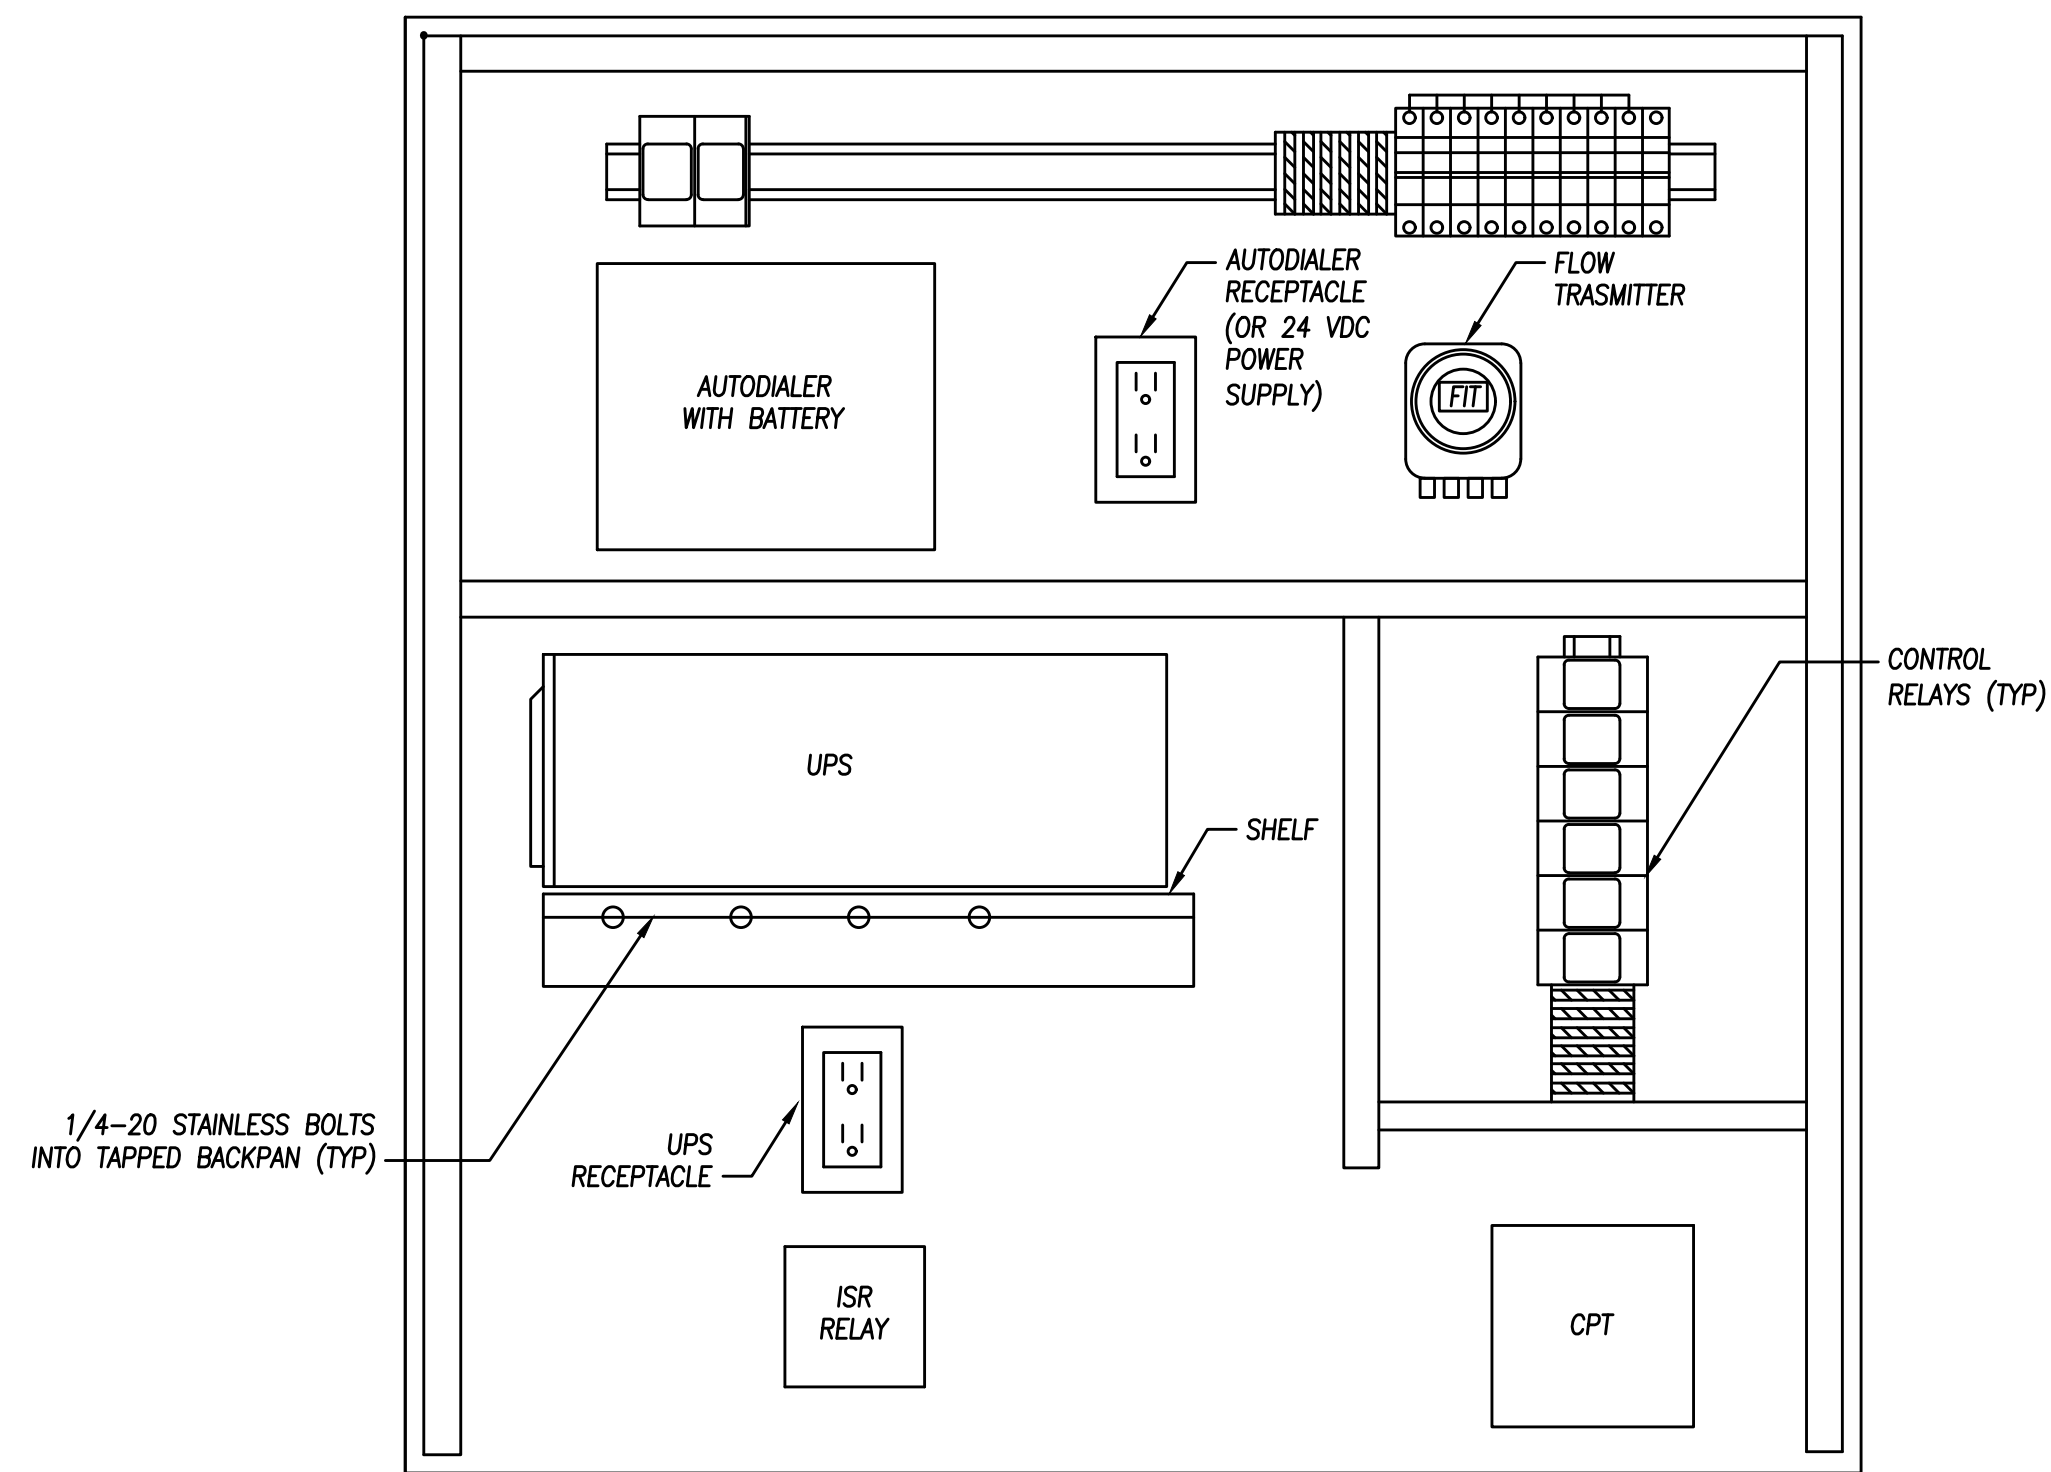 AUTODIALER
RECEPTACLE
(OR 24 VDC
POWER
SUPPLY)
FLOW
TRASMITTER
AUTODIALER
WITH BATTERY
FIT
CONTROL
RELAYS (TYP)
UPS
SHELF
1/4-20 STAINLESS BOLTS
INTO TAPPED BACKPAN (TYP)
UPS
RECEPTACLE
ISR
RELAY
CPT